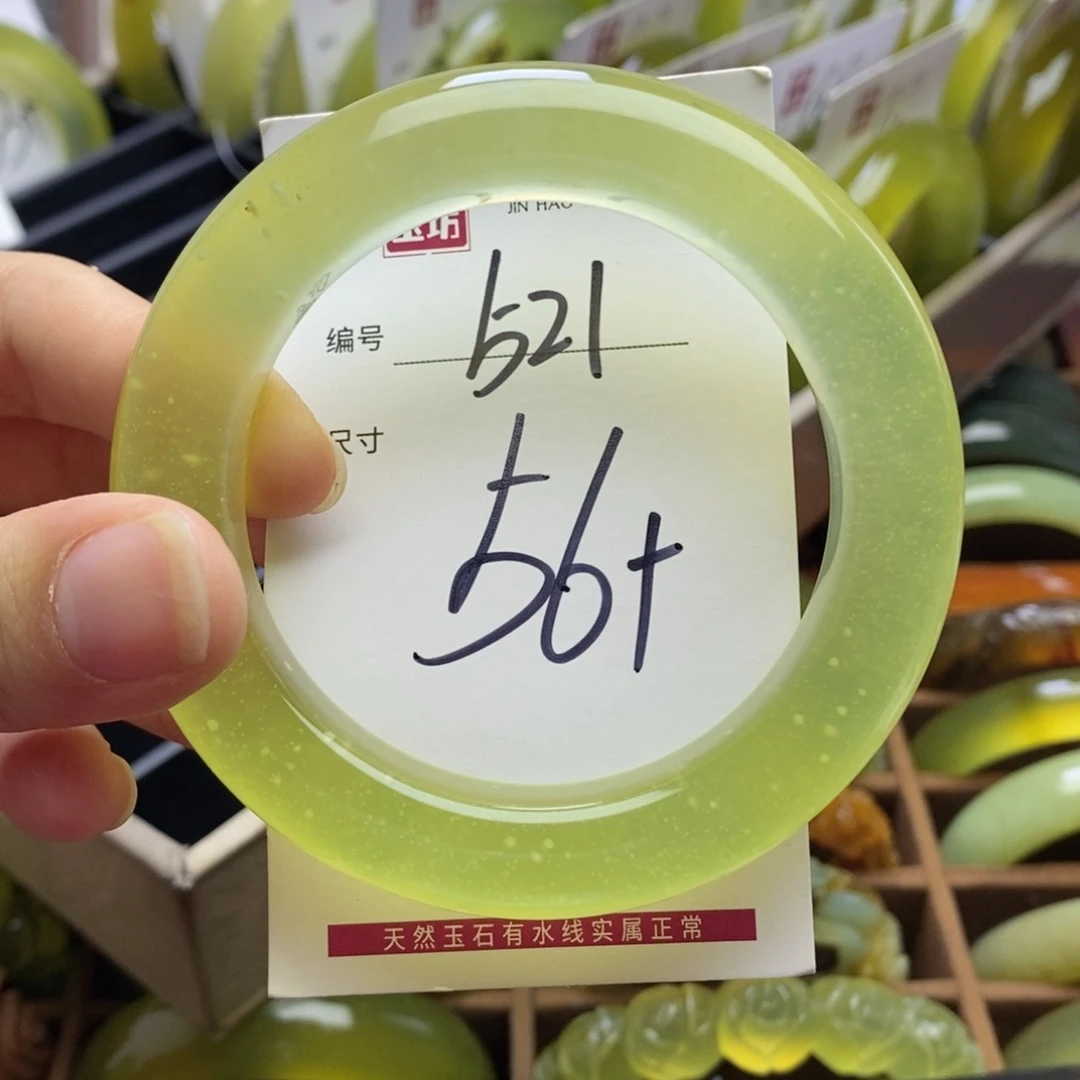 JIN HAO
玉坊
编号 521
尺寸 56+
天然玉石有水线实属正常